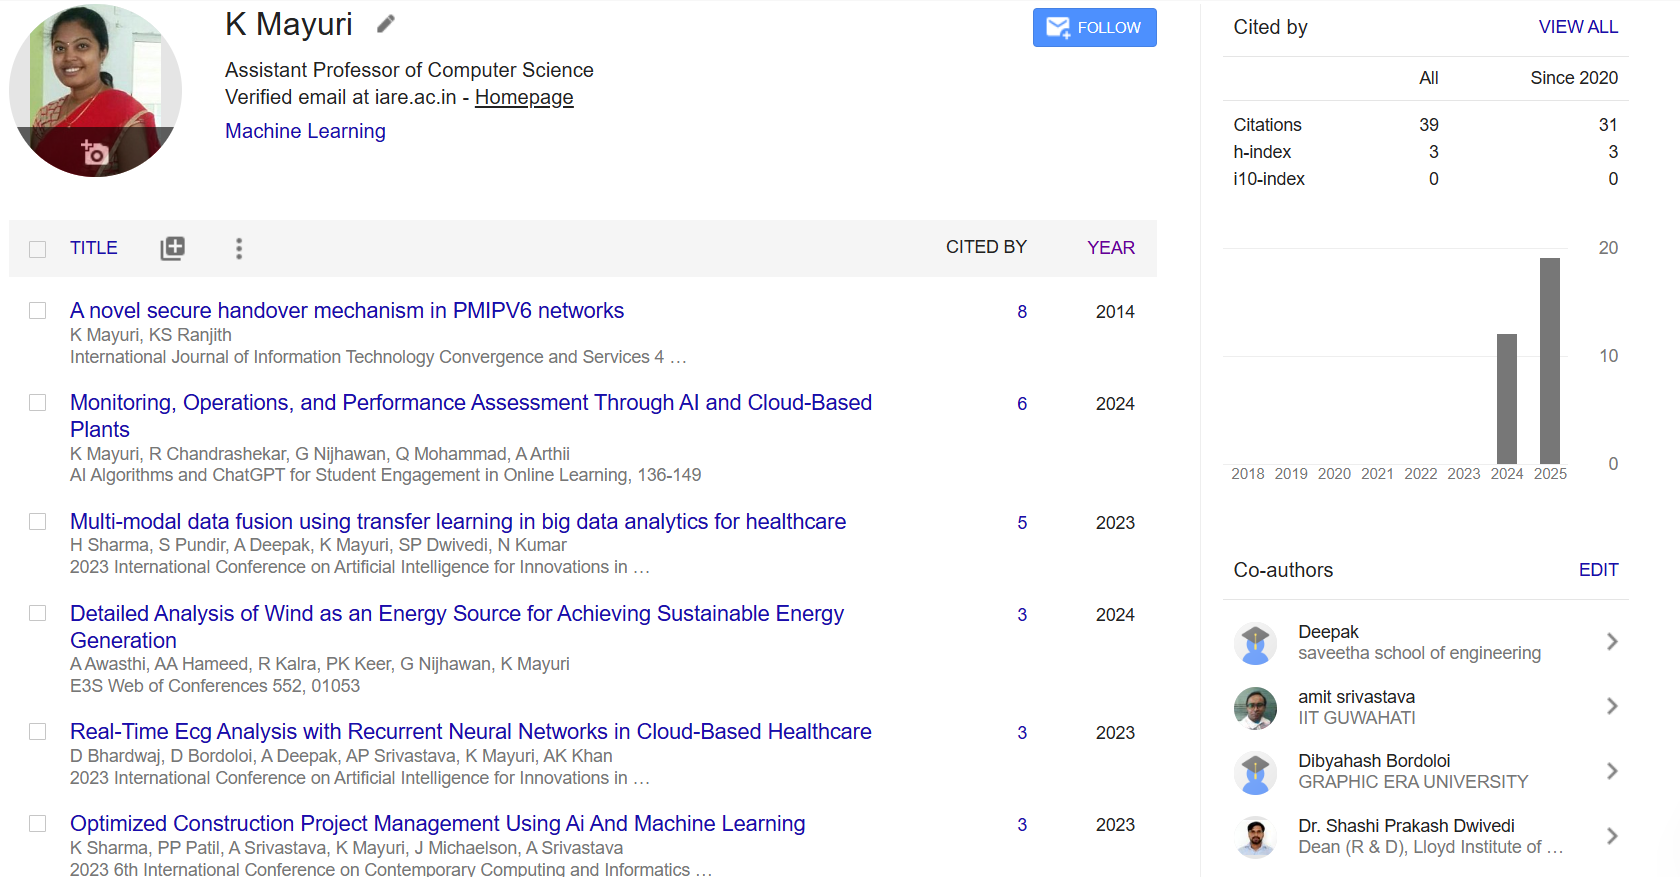 K Mayuri
FOLLOW
Assistant Professor of Computer Science
Verified email at iare.ac.in - Homepage
Machine Learning
TITLE
CITED BY
YEAR
A novel secure handover mechanism in PMIPV6 networks
8
2014
K Mayuri, KS Ranjith
International Journal of Information Technology Convergence and Services 4 …
Monitoring, Operations, and Performance Assessment Through AI and Cloud-Based
Plants
6
2024
K Mayuri, R Chandrashekar, G Nijhawan, Q Mohammad, A Arthii
AI Algorithms and ChatGPT for Student Engagement in Online Learning, 136-149
Multi-modal data fusion using transfer learning in big data analytics for healthcare
5
2023
H Sharma, S Pundir, A Deepak, K Mayuri, SP Dwivedi, N Kumar
2023 International Conference on Artificial Intelligence for Innovations in …
Detailed Analysis of Wind as an Energy Source for Achieving Sustainable Energy
Generation
3
2024
A Awasthi, AA Hameed, R Kalra, PK Keer, G Nijhawan, K Mayuri
E3S Web of Conferences 552, 01053
Real-Time Ecg Analysis with Recurrent Neural Networks in Cloud-Based Healthcare
3
2023
D Bhardwaj, D Bordoloi, A Deepak, AP Srivastava, K Mayuri, AK Khan
2023 International Conference on Artificial Intelligence for Innovations in …
Optimized Construction Project Management Using Ai And Machine Learning
3
2023
K Sharma, PP Patil, A Srivastava, K Mayuri, J Michaelson, A Srivastava
2023 6th International Conference on Contemporary Computing and Informatics …
Cited by
VIEW ALL
All
Since 2020
Citations 39 31
h-index 3 3
i10-index 0 0
20
10
0
2018 2019 2020 2021 2022 2023 2024 2025
Co-authors
EDIT
Deepak
saveetha school of engineering
amit srivastava
IIT GUWAHATI
Dibyahash Bordoloi
GRAPHIC ERA UNIVERSITY
Dr. Shashi Prakash Dwivedi
Dean (R & D), Lloyd Institute of …